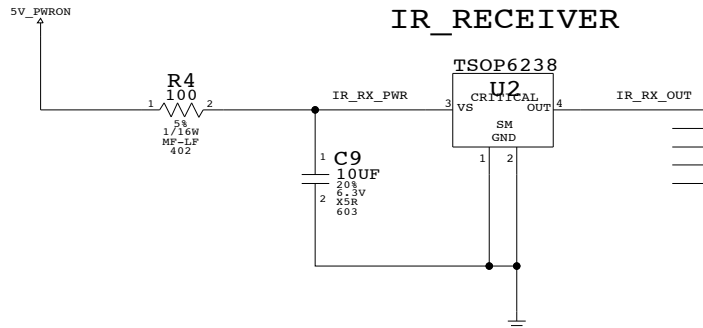 IR_RECEIVER
5V_PWRON
TSOP6238
U2
CRITICAL
R4
100
1
2
5%
1/16W
MF-LF
402
IR_RX_PWR
3
VS
OUT
4
IR_RX_OUT
SM
GND
1
2
1
C9
10UF
20%
6.3V
X5R
603
2